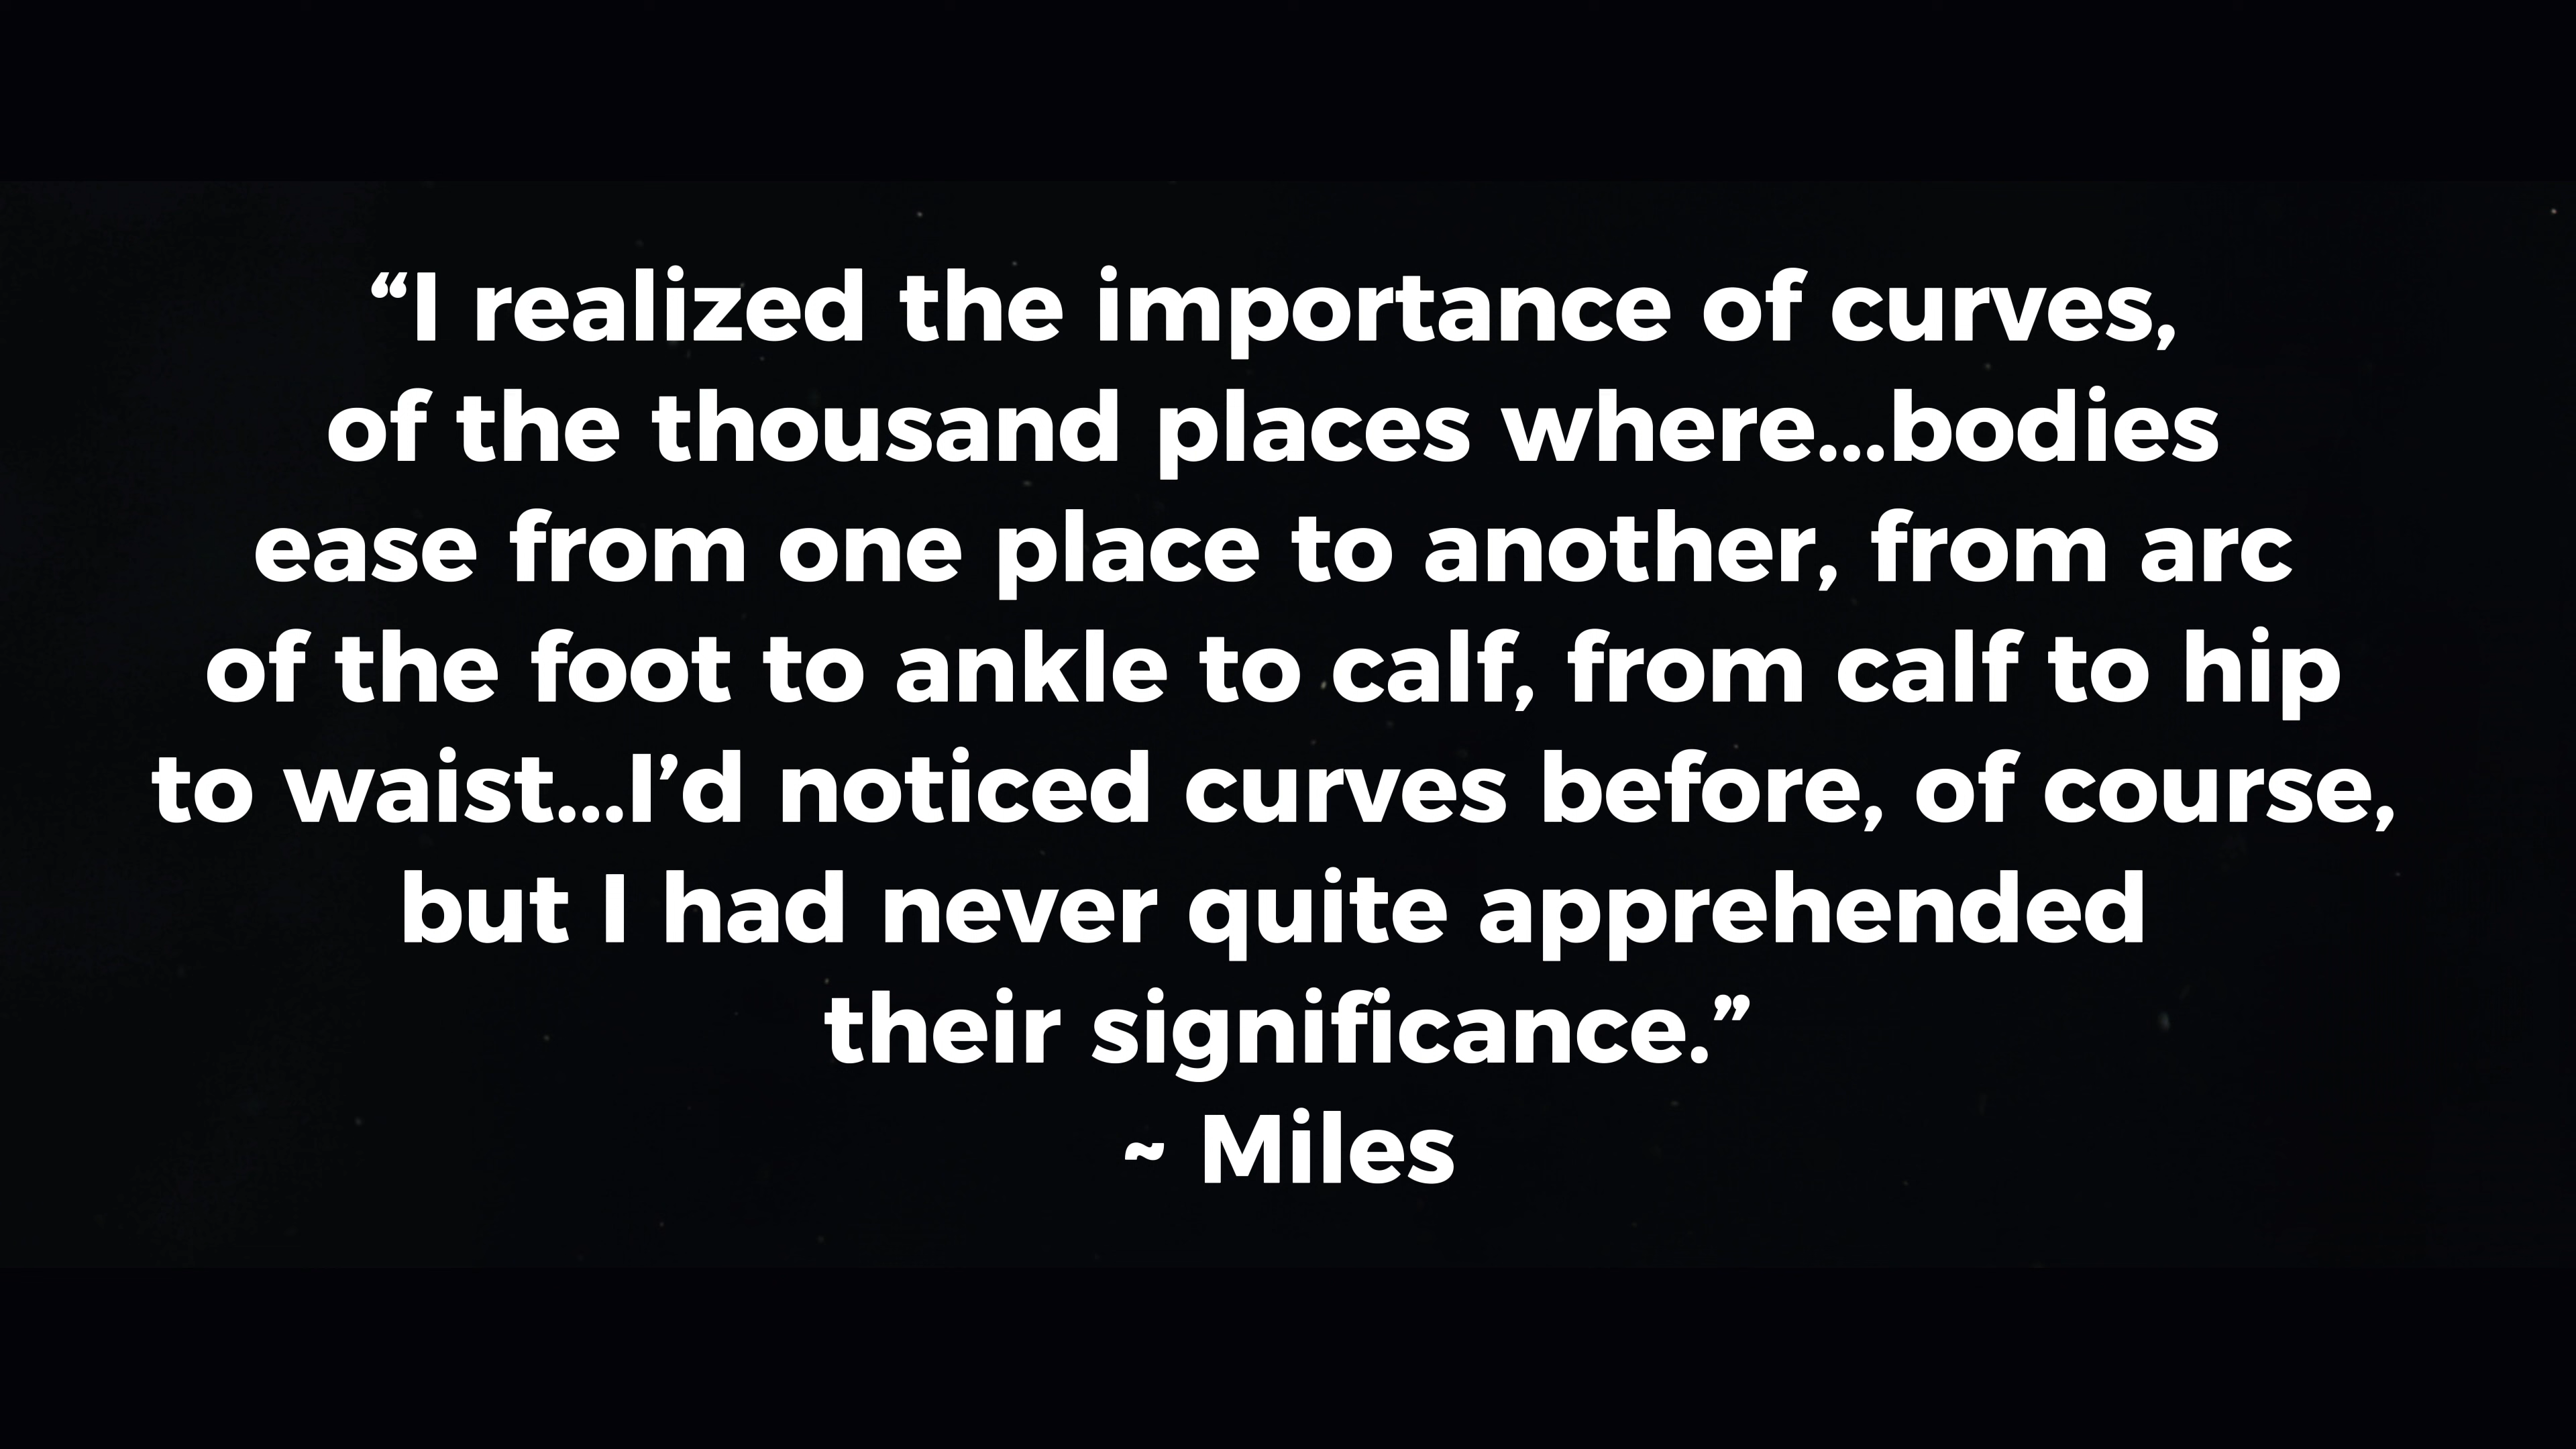 “I realized the importance of curves,
of the thousand places where...bodies
ease from one place to another, from arc
of the foot to ankle to calf, from calf to hip
to waist...I’d noticed curves before, of course,
but I had never quite apprehended
their significance.”
~ Miles